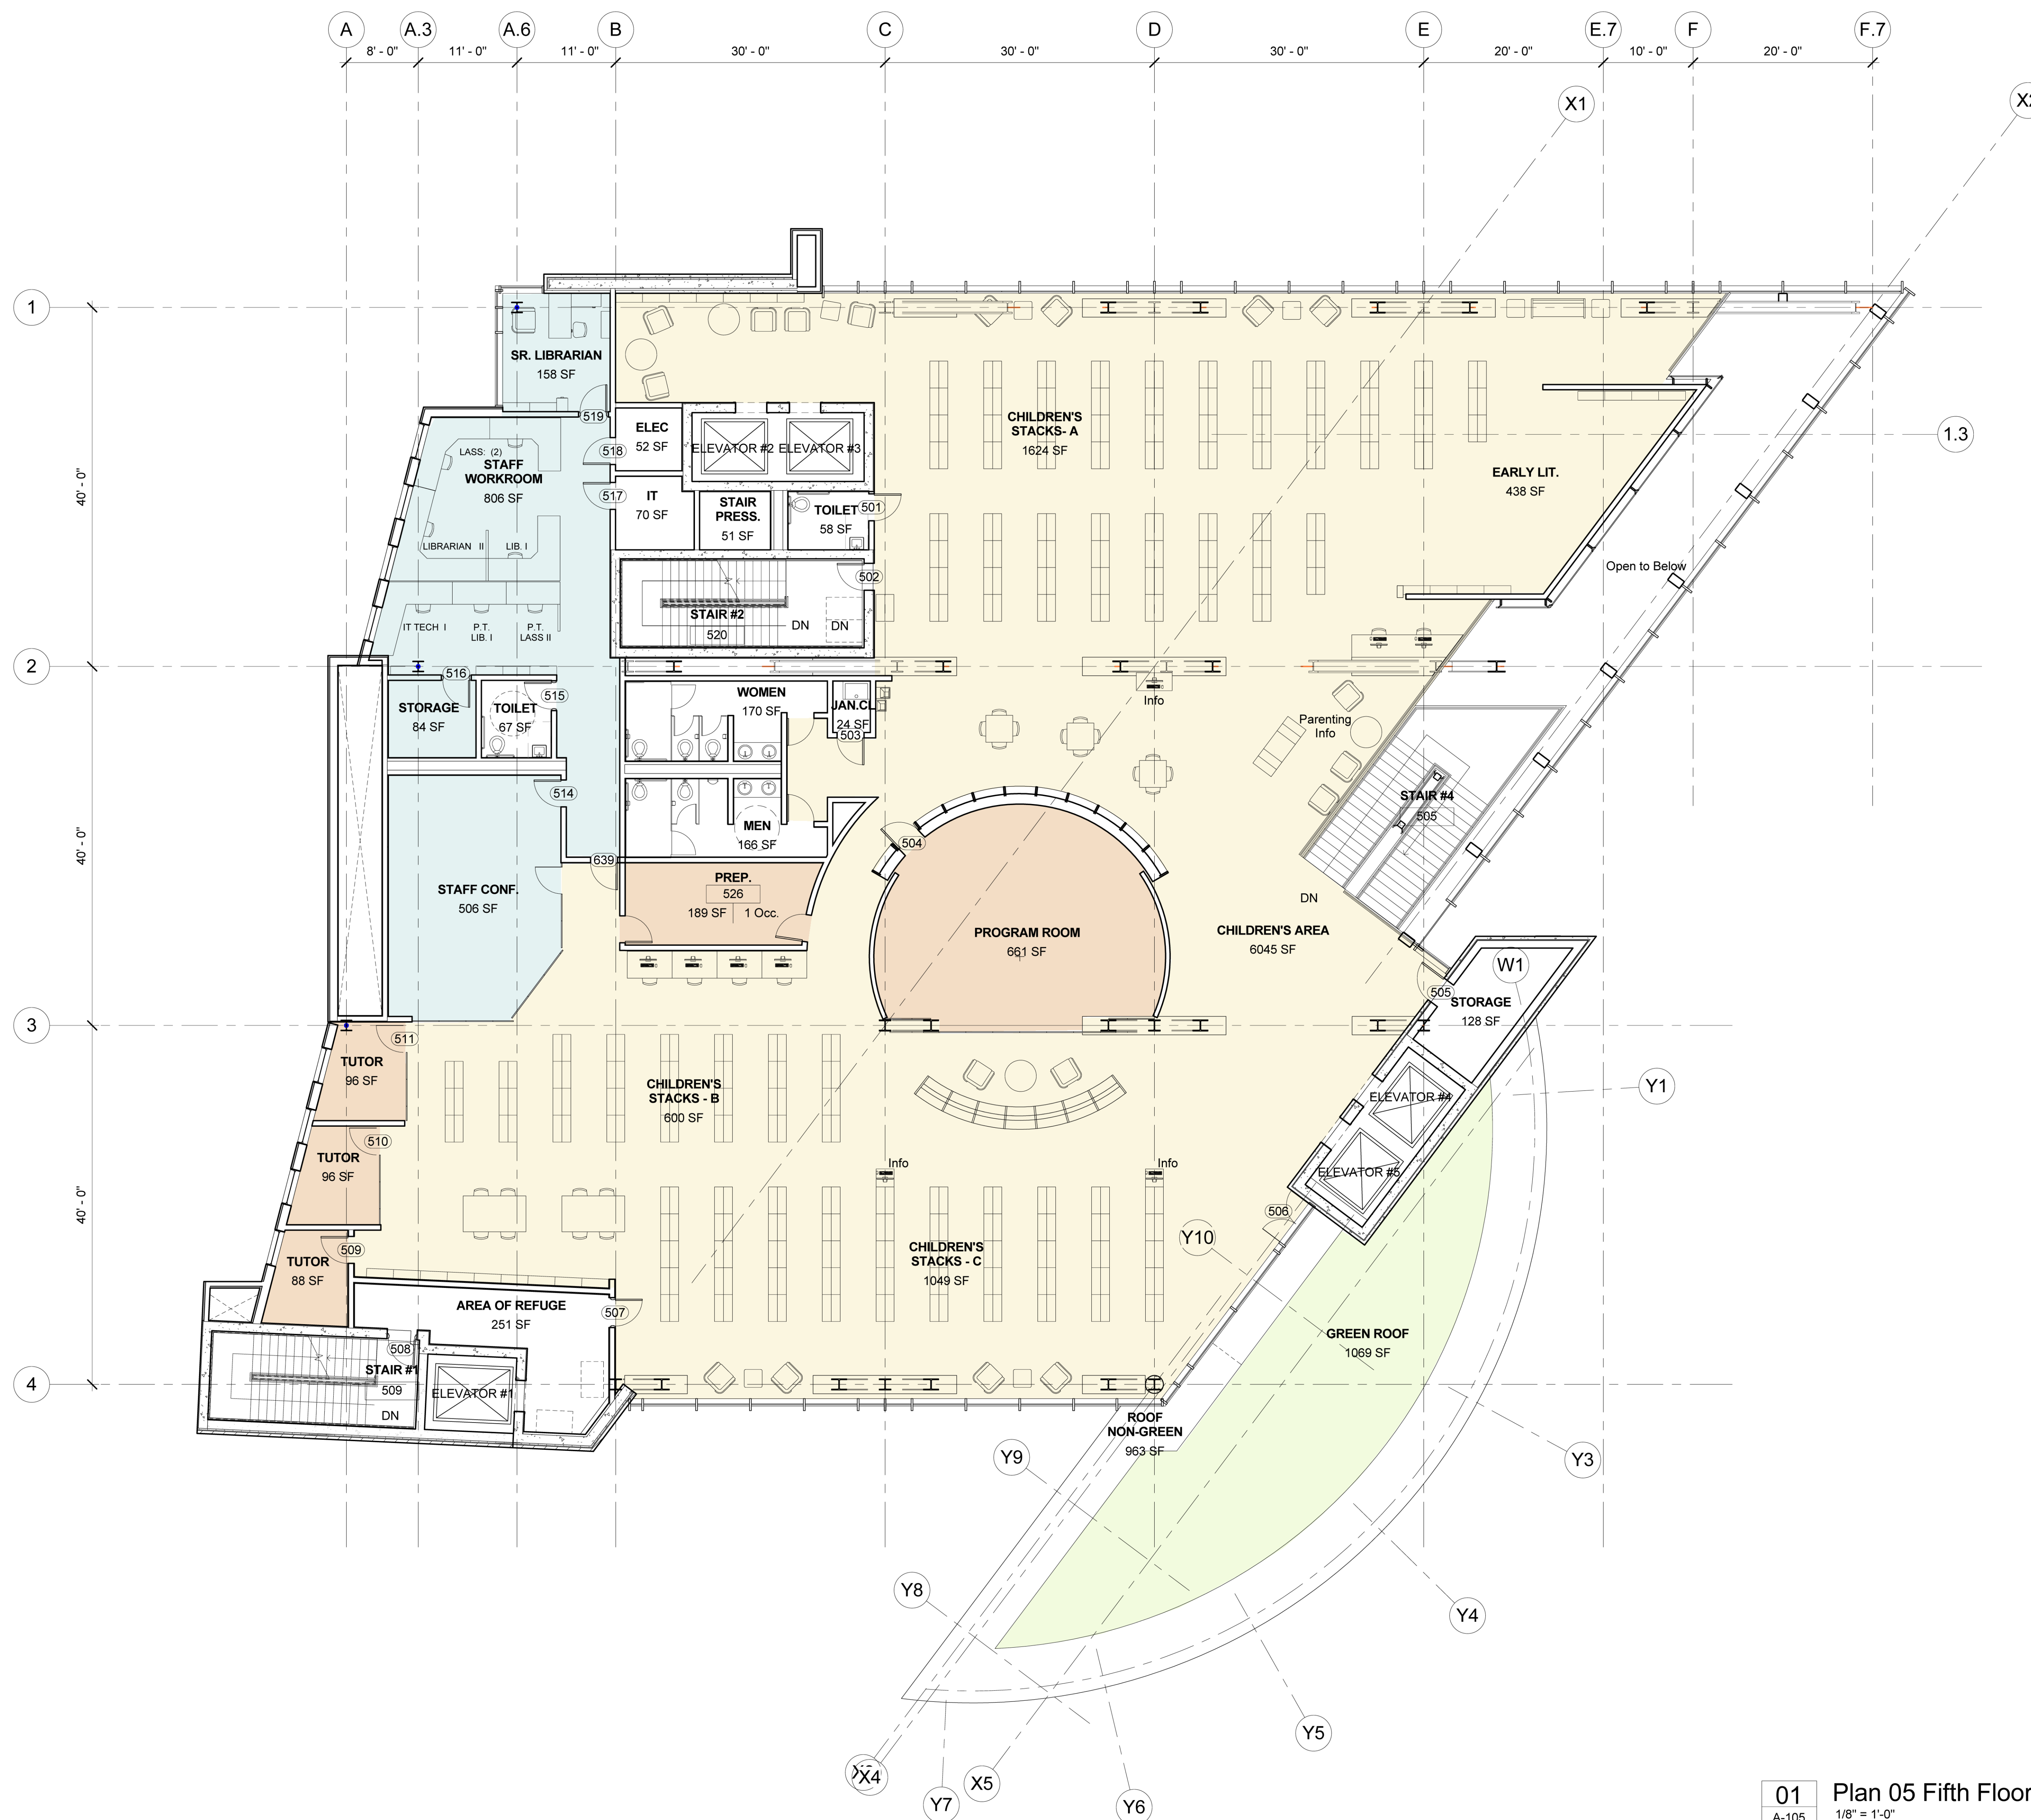 A
A.3
A.6
B
C
D
E
E.7
F
F.7
8' - 0"
11' - 0"
11' - 0"
30' - 0"
30' - 0"
30' - 0"
20' - 0"
10' - 0"
20' - 0"
X1
1
SR. LIBRARIAN
158 SF
519
ELEC
52 SF
518
ELEVATOR #2
ELEVATOR #3
CHILDREN'S
STACKS- A
1624 SF
1.3
LASS: (2)
STAFF
WORKROOM
806 SF
EARLY LIT.
438 SF
40' - 0"
517
IT
70 SF
STAIR
PRESS.
51 SF
TOILET
58 SF
501
LIBRARIAN II
LIB. I
Open to Below
502
STAIR #2
520
DN
DN
IT TECH I
P.T.
LIB. I
P.T.
LASS II
2
516
515
STORAGE
84 SF
TOILET
67 SF
WOMEN
170 SF
JAN.CL
24 SF
503
Info
Parenting
Info
514
STAIR #4
505
MEN
166 SF
504
40' - 0"
639
STAFF CONF.
506 SF
PREP.
526
189 SF
1 Occ.
DN
PROGRAM ROOM
661 SF
CHILDREN'S AREA
6045 SF
W1
505
STORAGE
128 SF
3
511
TUTOR
96 SF
CHILDREN'S
STACKS - B
600 SF
ELEVATOR #4
Y1
510
TUTOR
96 SF
Info
Info
ELEVATOR #5
40' - 0"
506
Y10
509
TUTOR
88 SF
CHILDREN'S
STACKS - C
1049 SF
AREA OF REFUGE
251 SF
507
GREEN ROOF
1069 SF
508
STAIR #1
509
DN
ELEVATOR #1
4
ROOF
NON-GREEN
963 SF
Y9
Y3
Y8
Y4
Y5
X4
X5
Y7
Y6
01
A-105
Plan 05 Fifth Floor
1/8" = 1'-0"